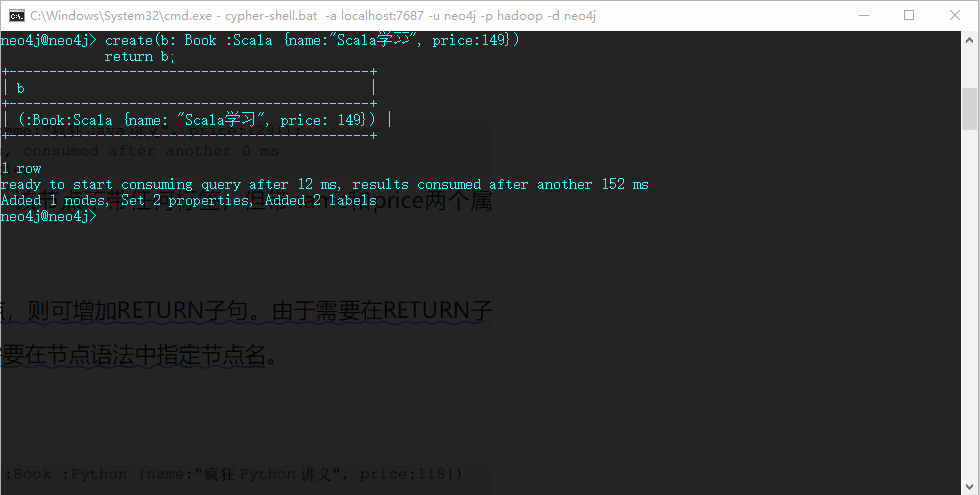 C:\Windows\System32\cmd.exe - cypher-shell.bat  -a localhost:7687 -u neo4j -p hadoop -d neo4j
neo4j@neo4j> create(b: Book :Scala {name:"Scala学习", price:149})
             return b;
+----------------------------------------------+
| b                                            |
+----------------------------------------------+
| (:Book:Scala {name: "Scala学习", price: 149}) |
+----------------------------------------------+
, consumed after another 0 ms
1 row
ready to start consuming query after 12 ms, results consumed after another 152 ms
Added 1 nodes, Set 2 properties, Added 2 labels
price两个属
neo4j@neo4j>
，则可增加RETURN子句。由于需要在RETURN子
要在节点语法中指定节点名。
:Book :Python {name:"疯狂 Python 讲义", price:118})